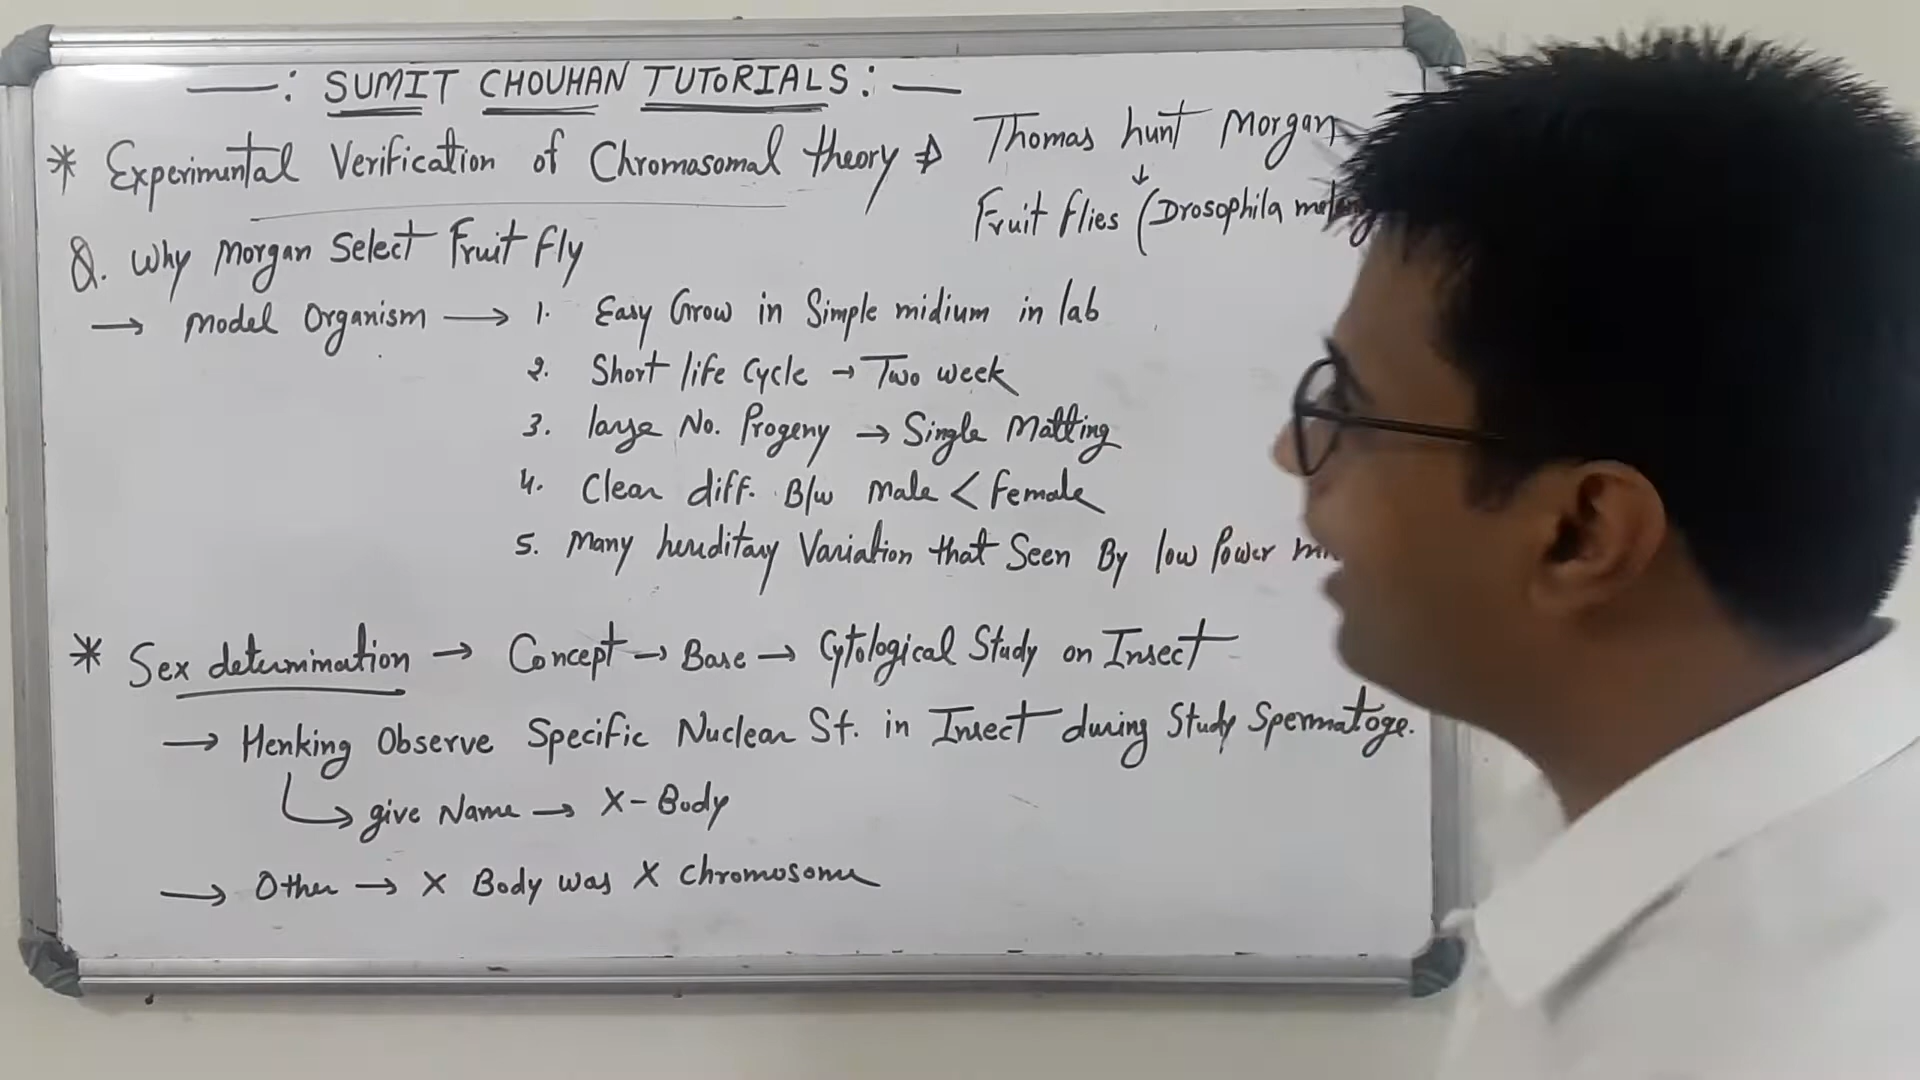 —: SUMIT CHOUHAN TUTORIALS :—
* Experimental Verification of Chromasomal theory ⇒ Thomas hunt Morgan
↓
Fruit flies (Drosophila
Q. Why Morgan Select Fruit Fly
→ Model Organism → 1. Easy Grow in Simple midium in lab
2. Short life Cycle → Two week
3. large No. Progeny → Single Matting
4. Clear diff. B/w Male < Female
5. Many hereditary Variation that Seen By low Power
* Sex determination → Concept → Base → Cytological Study on Insect
→ Henking Observe Specific Nuclear St. in Insect during Study Spermatoge.
↳ give Name → X-Body
→ Other → X Body was X Chromosome